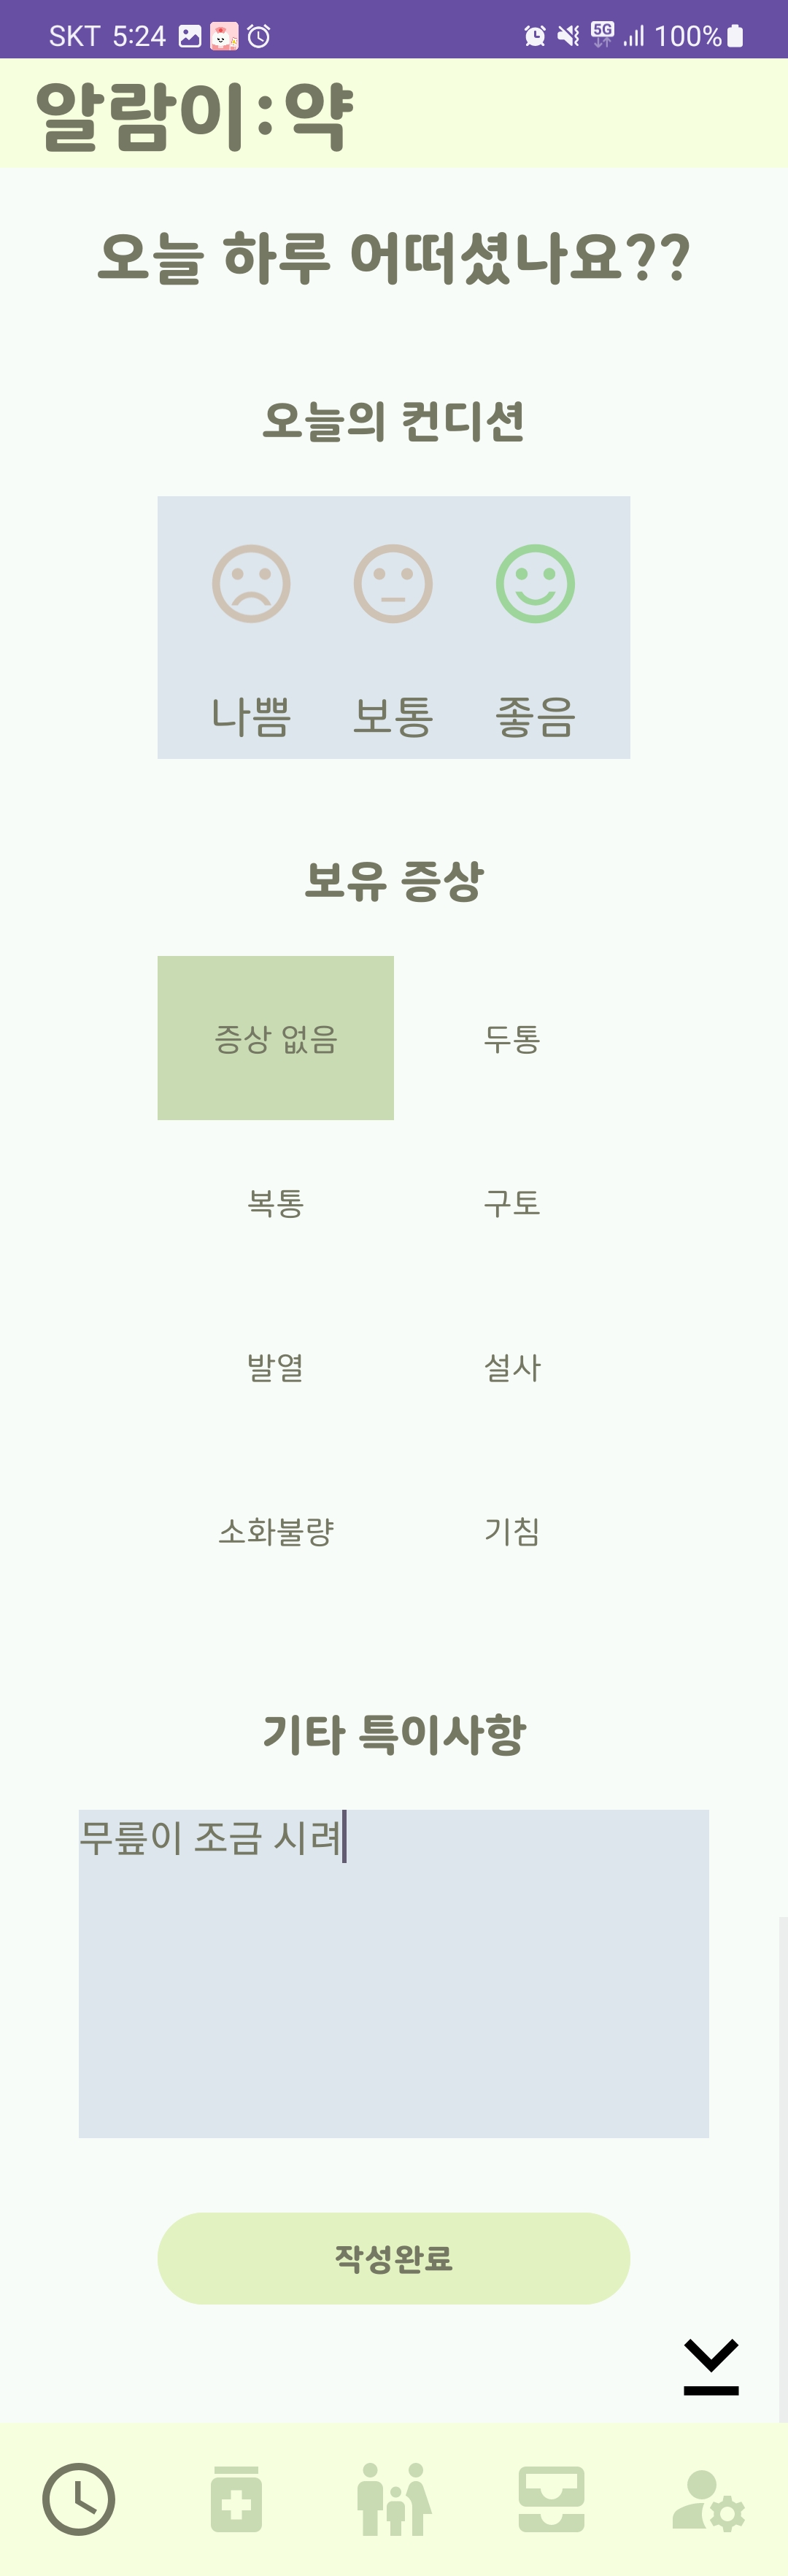 SKT 5:24 5G 100%
알람이:약
오늘 하루 어떠셨나요??
오늘의 컨디션
나쁨 보통 좋음
보유 증상
증상 없음 두통
복통 구토
발열 설사
소화불량 기침
기타 특이사항
무릎이 조금 시려
작성완료